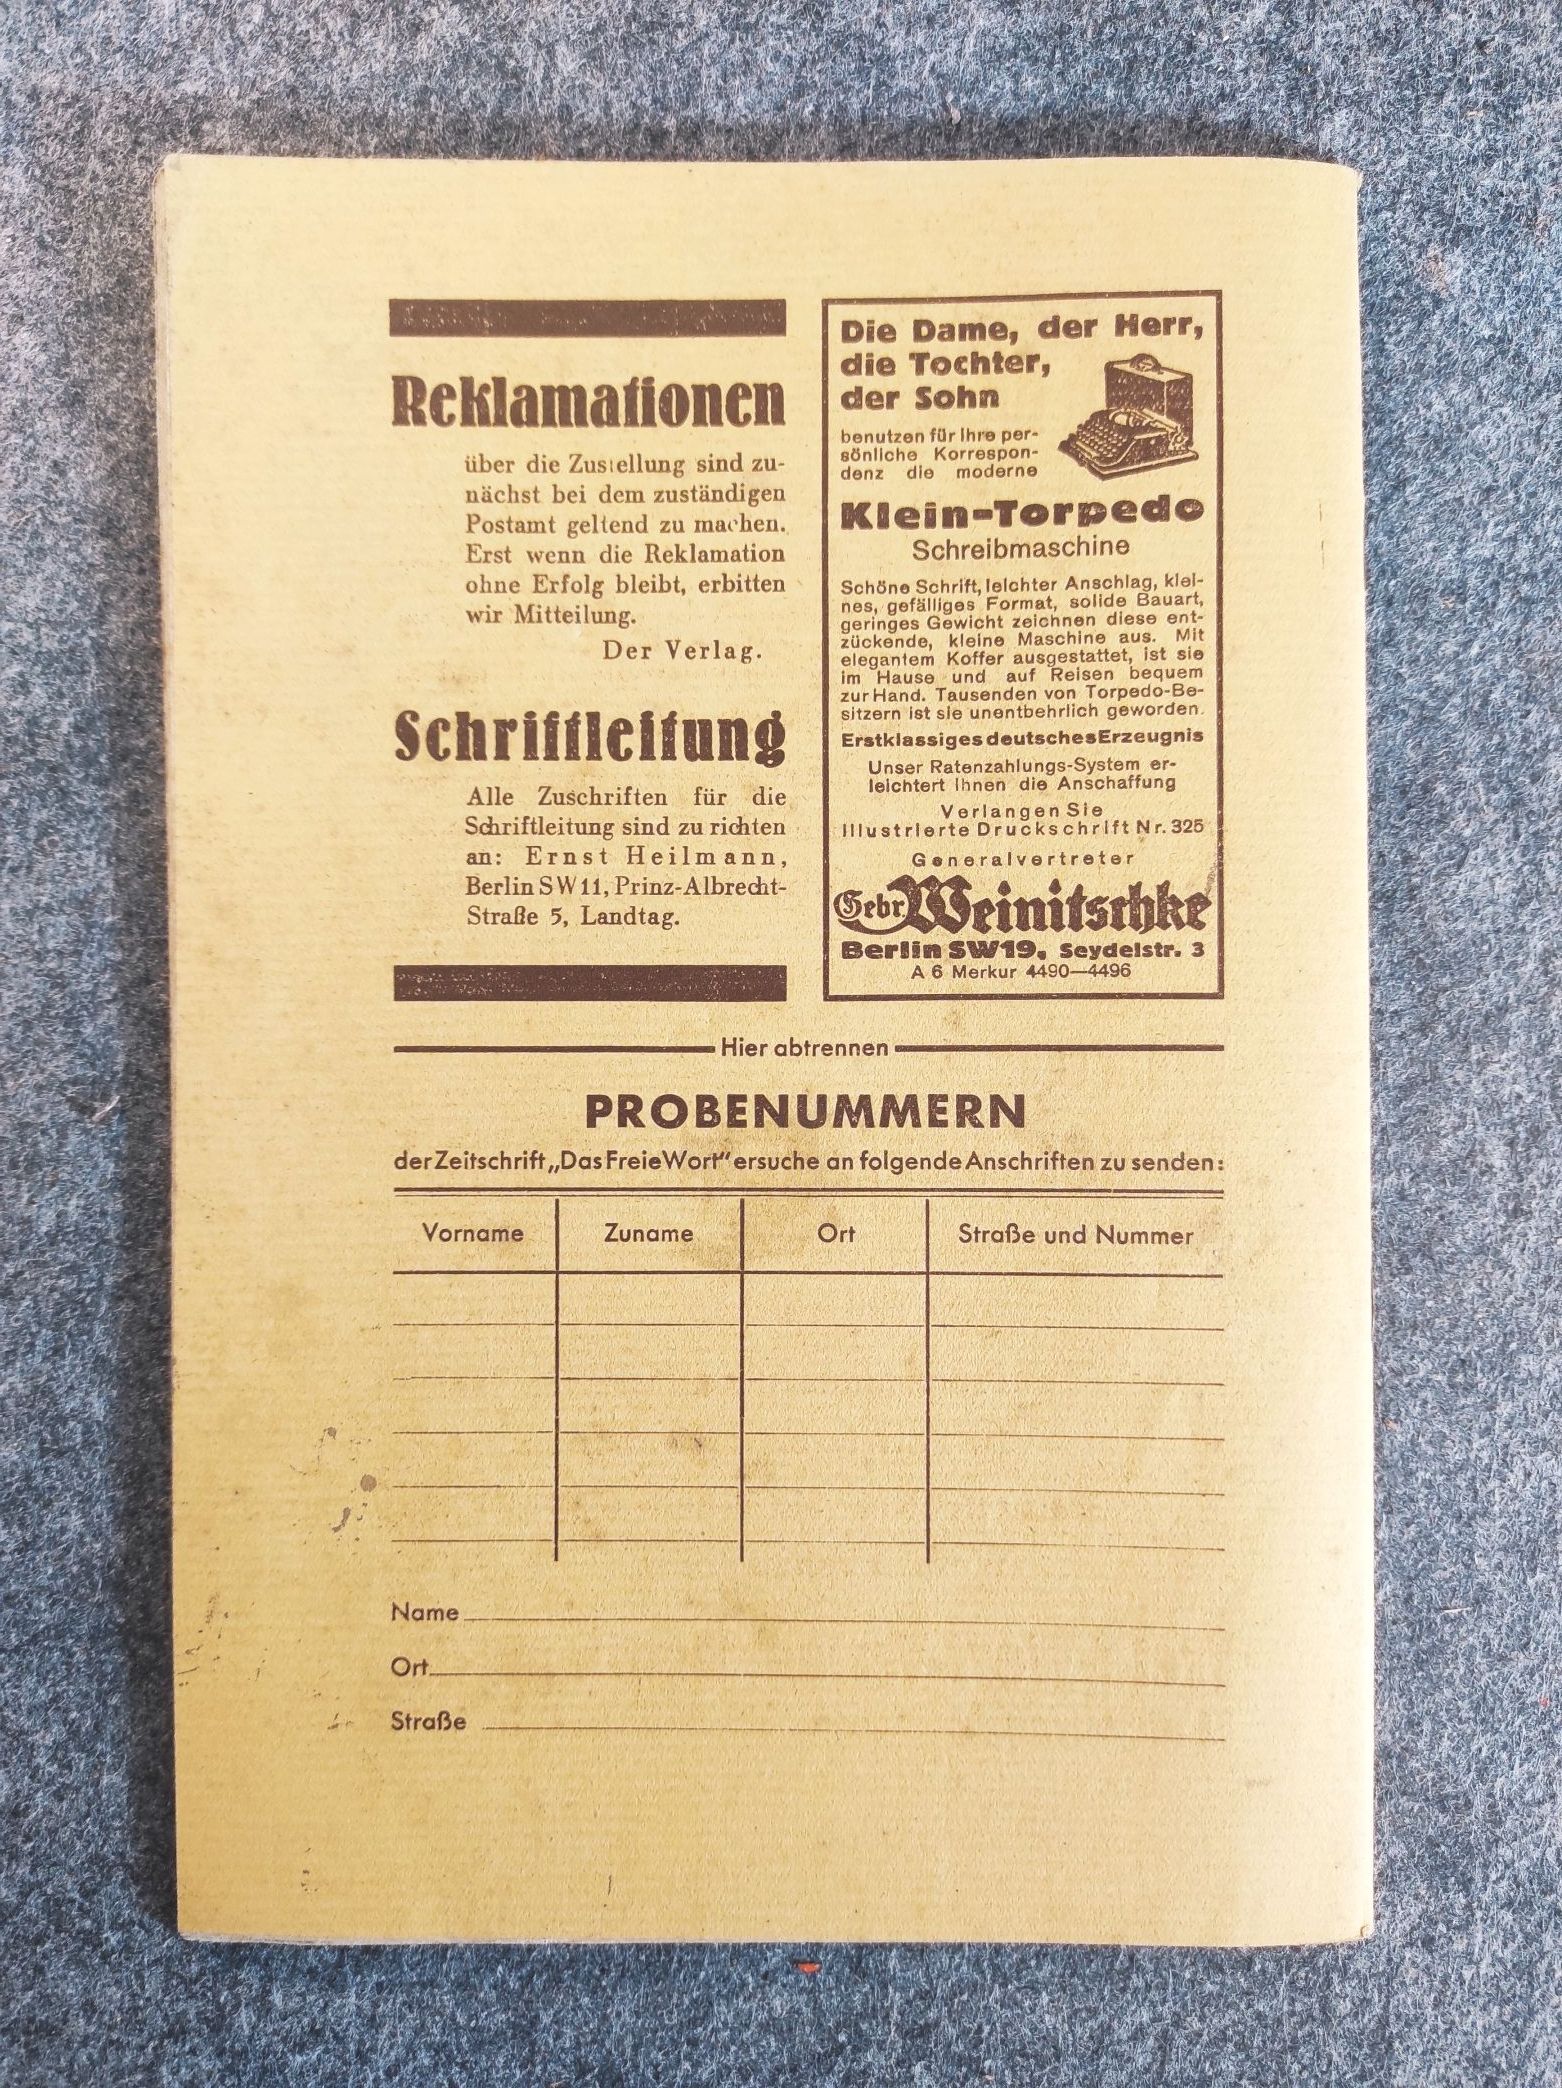 Reklamationen
über die Zustellung sind zu-
nächst bei dem zuständigen
Postamt geltend zu machen.
Erst wenn die Reklamation
ohne Erfolg bleibt, erbitten
wir Mitteilung.
Der Verlag.
Schriftleitung
Alle Zuschriften für die
Schriftleitung sind zu richten
an: Ernst Heilmann,
Berlin SW11, Prinz-Albrecht-
Straße 5, Landtag.
Die Dame, der Herr,
die Tochter,
der Sohn
benutzen für Ihre per-
sönliche Korrespon-
denz die moderne
Klein-Torpedo
Schreibmaschine
Schöne Schrift, leichter Anschlag, klei-
nes, gefälliges Format, solide Bauart,
geringes Gewicht zeichnen diese ent-
zückende, kleine Maschine aus. Mit
elegantem Koffer ausgestattet, ist sie
im Hause und auf Reisen bequem
zur Hand. Tausenden von Torpedo-Be-
sitzern ist sie unentbehrlich geworden.
Erstklassiges deutsches Erzeugnis
Unser Ratenzahlungs-System er-
leichtert Ihnen die Anschaffung
Verlangen Sie
Illustrierte Druckschrift Nr. 325
Generalvertreter
Gebr. Weinitschke
Berlin SW19, Seydelstr. 3
A 6 Merkur 4490—4496
Hier abtrennen
PROBENUMMERN
der Zeitschrift „Das Freie Wort“ ersuche an folgende Anschriften zu senden:
Vorname Zuname Ort Straße und Nummer
Name
Ort
Straße